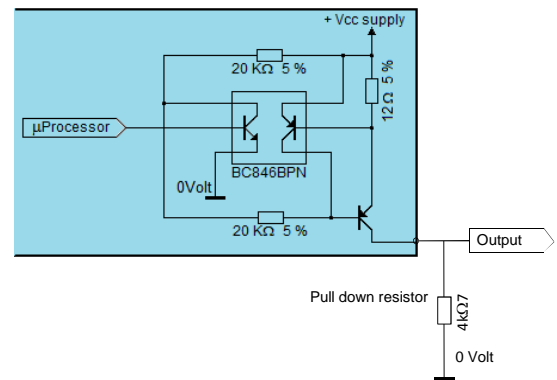 + Vcc supply
20 KΩ 5 %
12 Ω 5 %
µProcessor
BC846BPN
0Volt
20 KΩ 5 %
Output
Pull down resistor
4kΩ7
0 Volt